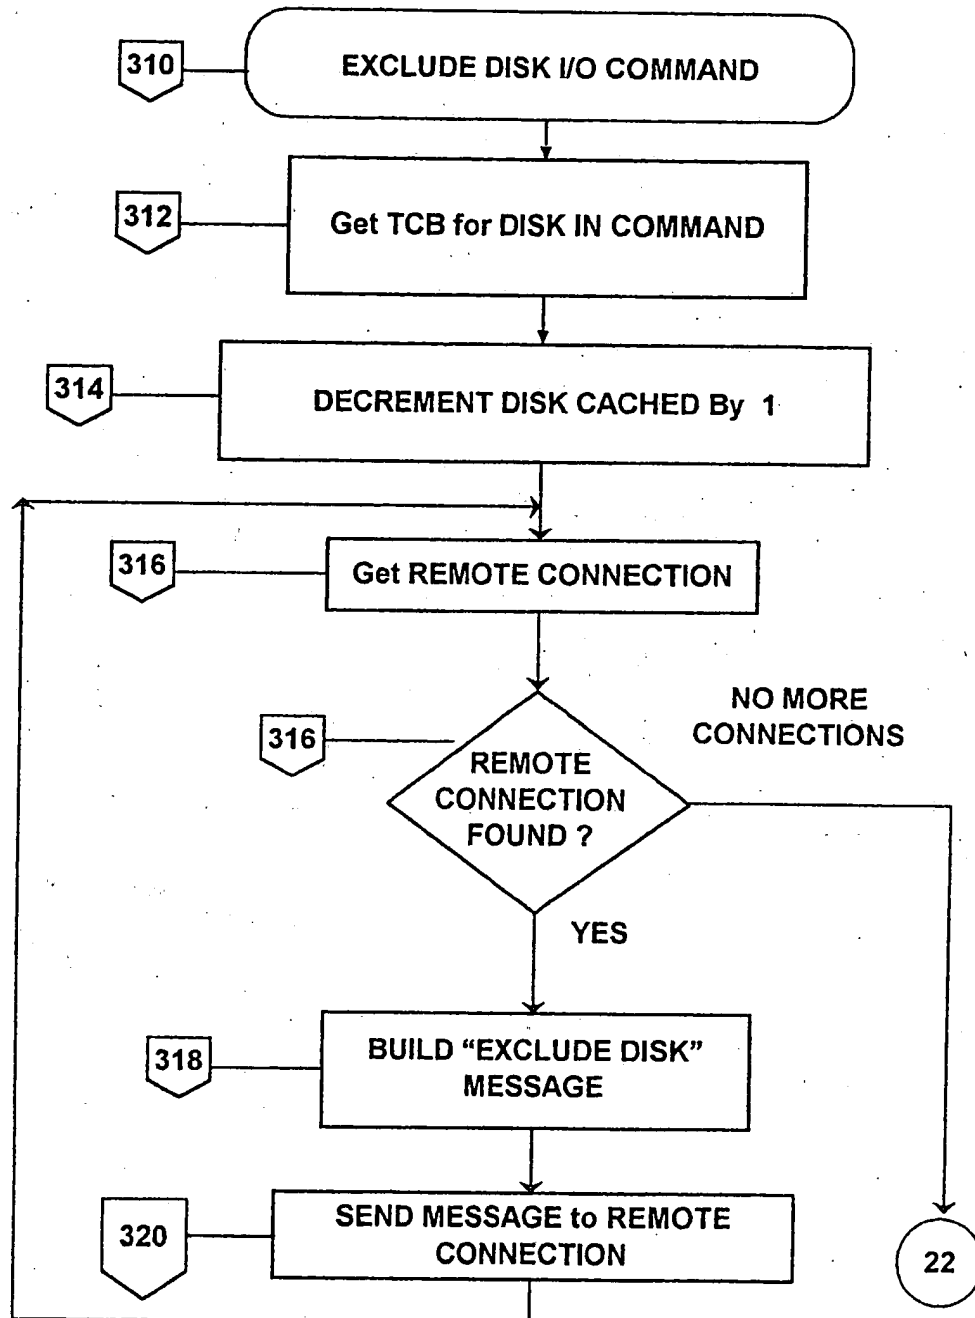 310
EXCLUDE DISK I/O COMMAND
312
Get TCB for DISK IN COMMAND
314
DECREMENT DISK CACHED By 1
316
Get REMOTE CONNECTION
NO MORE
CONNECTIONS
316
REMOTE
CONNECTION
FOUND ?
YES
318
BUILD “EXCLUDE DISK”
MESSAGE
320
SEND MESSAGE to REMOTE
CONNECTION
22